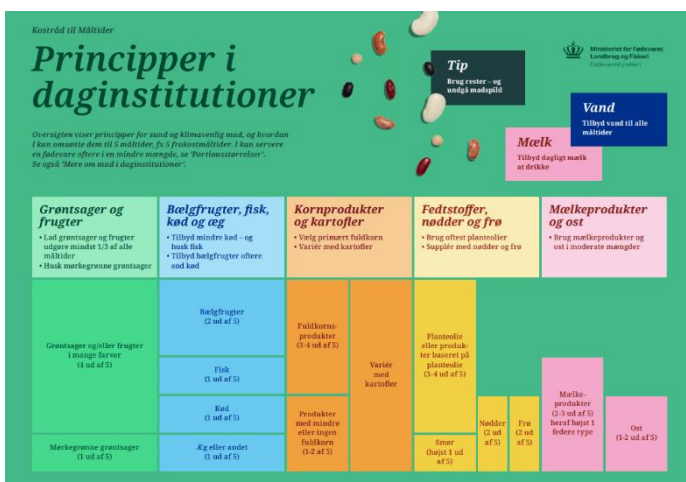 Kostråd til Måltider
Principper i
daginstitutioner
Oversigten viser principper for sund og klimavenlig mad, og hvordan
I kan omsætte dem til 5 måltider, fx 5 frokostmåltider. I kan servere
en fødevare oftere i en mindre mængde, se 'Portionsstørrelser'.
Se også 'Mere om mad i daginstitutioner'.
Tip
Brug rester – og
undgå madspild
Ministeriet for Fødevarer,
Landbrug og Fiskeri
Fødevarestyrelsen
Vand
Tilbyd vand til alle
måltider
Mælk
Tilbyd dagligt mælk
at drikke
Grøntsager og
frugter
• Lad grøntsager og frugter
udgøre mindst 1/3 af alle
måltider
• Husk mørkegrønne grøntsager
Bælgfrugter, fisk,
kød og æg
• Tilbyd mindre kød – og
husk fisk
• Tilbyd bælgfrugter oftere
end kød
Kornprodukter
og kartofler
• Vælg primært fuldkorn
• Variér med kartofler
Fedtstoffer,
nødder og frø
• Brug oftest planteolie
• Supplér med nødder og frø
Mælkeprodukter
og ost
• Brug mælkeprodukter og
ost i moderate mængder
Grøntsager og/eller frugter
i mange farver
(4 ud af 5)
Mørkegrønne grøntsager
(1 ud af 5)
Bælgfrugter
(2 ud af 5)
Fisk
(1 ud af 5)
Kød
(1 ud af 5)
Æg eller andet
(1 ud af 5)
Fuldkorns-
produkter
(3-4 ud af 5)
Produkter
med mindre
eller ingen
fuldkorn
(1-2 af 5)
Variér
med
kartofler
Planteolie
eller produk-
ter baseret på
planteolie
(3-4 ud af 5)
Smør
(højst 1 ud
af 5)
Nødder
(2 ud
af 5)
Frø
(2 ud
af 5)
Mælke-
produkter
(2-3 ud af 5)
heraf højst 1
federe type
Ost
(1-2 ud af 5)